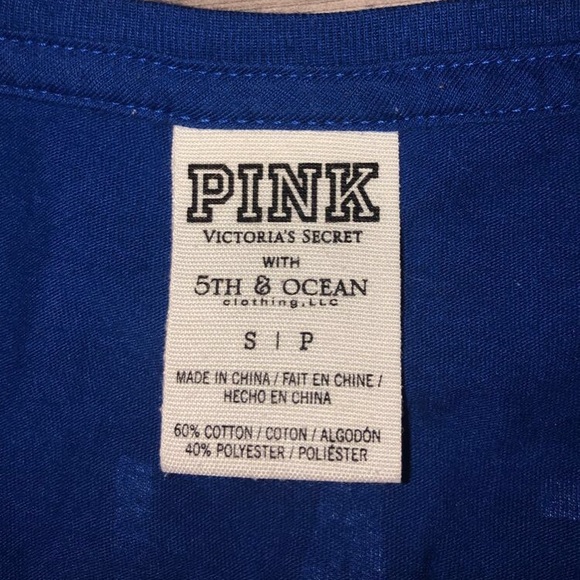 PINK
VICTORIA'S SECRET
WITH
5TH & OCEAN
clothing, LLC
S | P
MADE IN CHINA / FAIT EN CHINE /
HECHO EN CHINA
60% COTTON / COTON / ALGODÓN
40% POLYESTER / POLIÉSTER